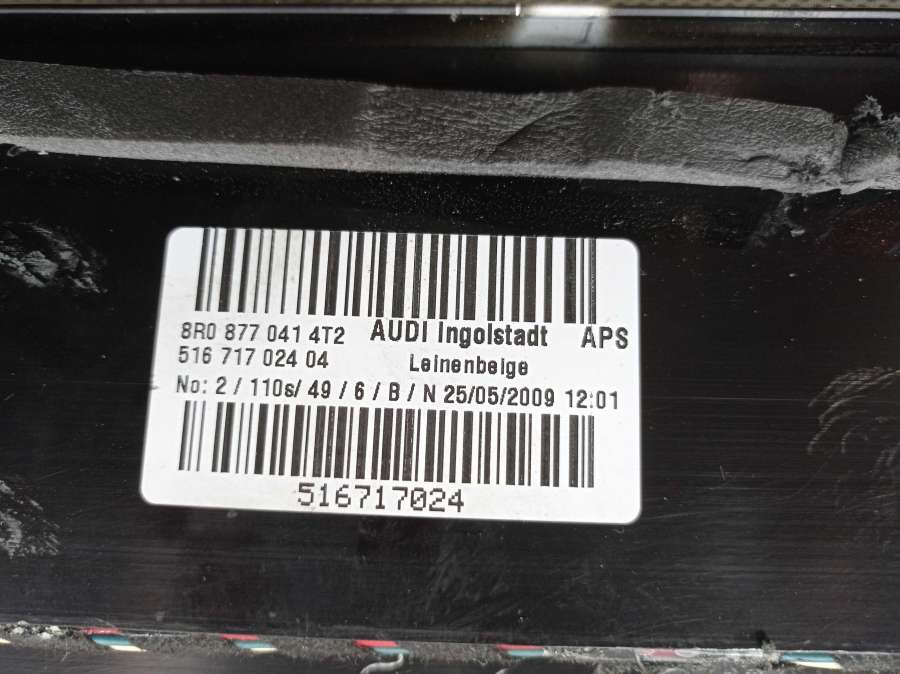 8R0 877 041 4T2 AUDI Ingolstadt APS
516 717 024 04 Leinenbeige
No: 2 / 110s/ 49 / 6 / B / N 25/05/2009 12:01
516717024